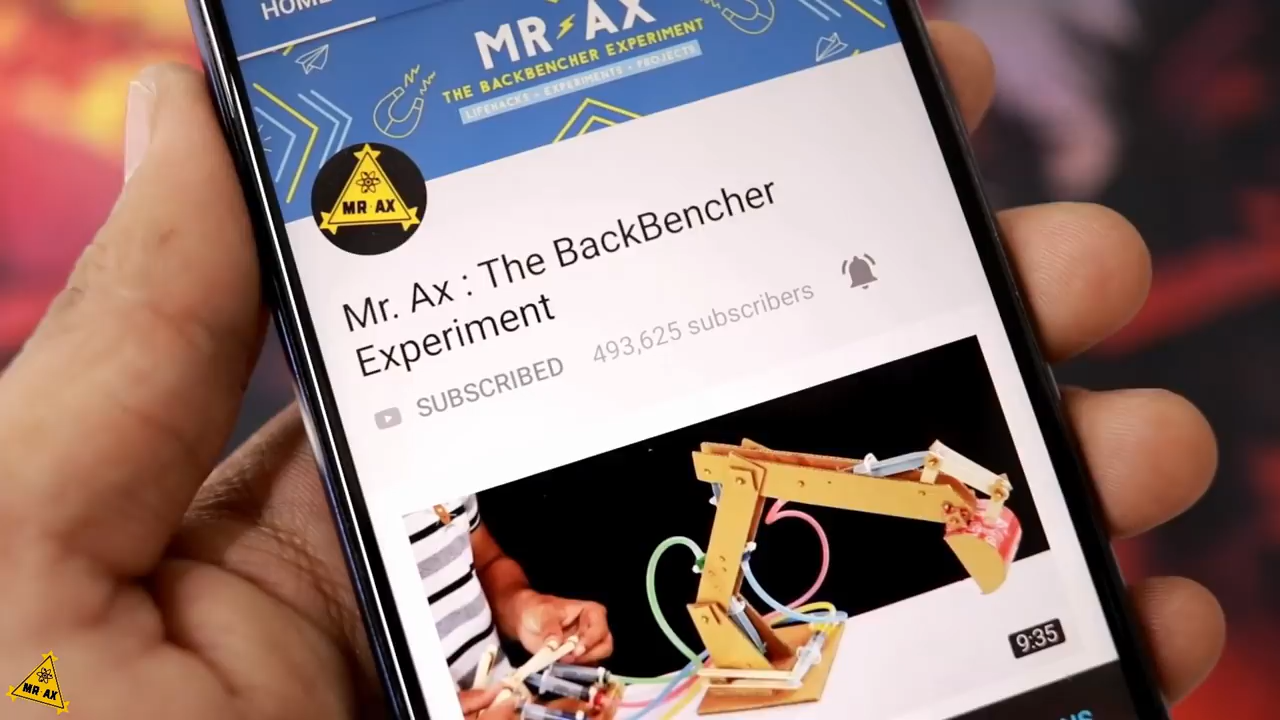 HOME
MR AX
THE BACKBENCHER EXPERIMENT
LIFEHACKS - EXPERIMENTS - PROJECTS
MR AX
Mr. Ax : The BackBencher
Experiment
SUBSCRIBED 493,625 subscribers
9:35
MR AX